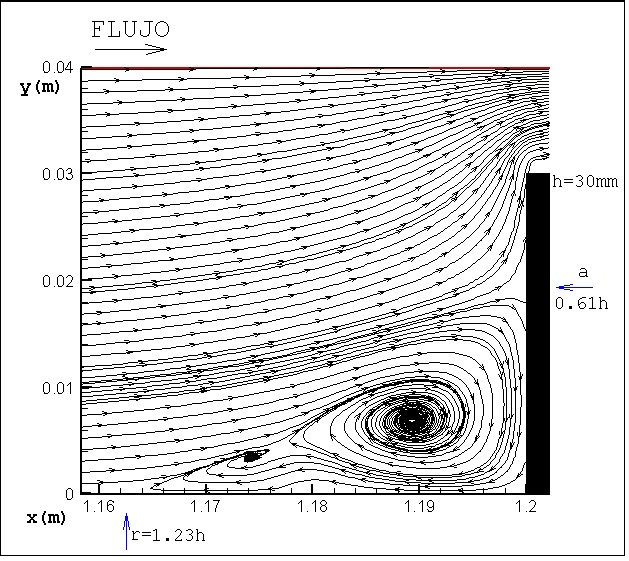 FLUJO
0.04
y(m)
0.03
h=30mm
a
0.02
0.61h
0.01
0
1.16 1.17 1.18 1.19 1.2
x(m)
r=1.23h